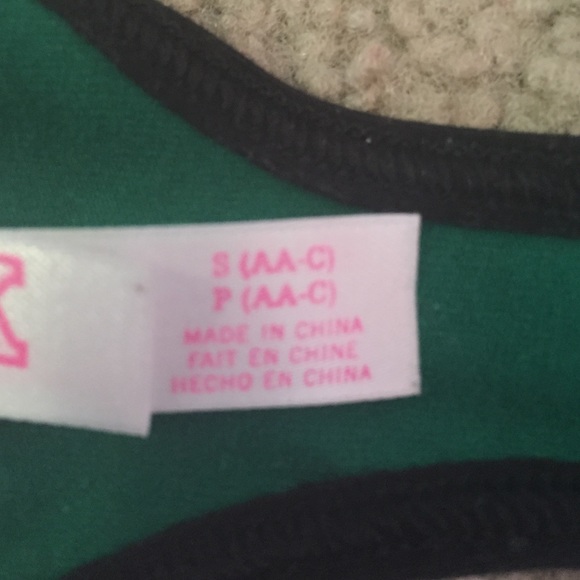 S (AA-C)
P (AA-C)
MADE IN CHINA
FAIT EN CHINE
HECHO EN CHINA